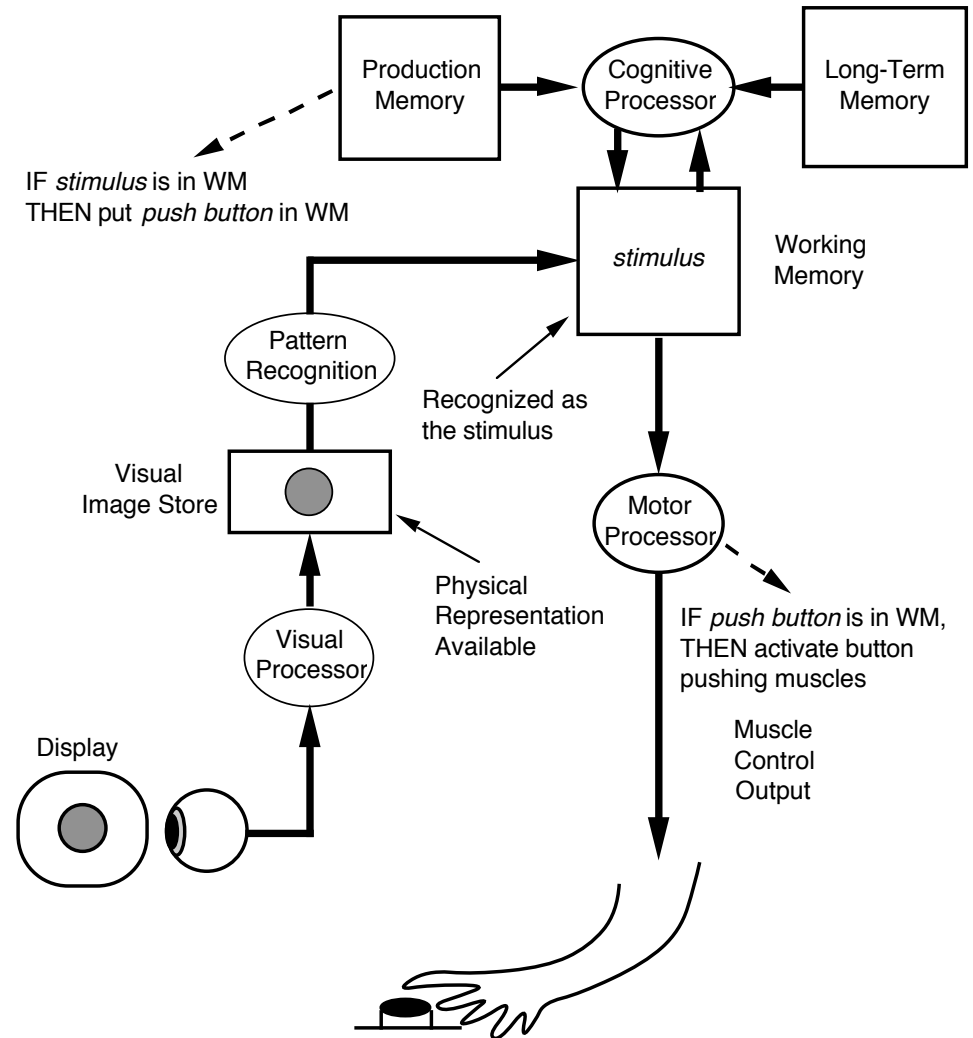 Production
Memory
Cognitive
Processor
Long-Term
Memory
IF stimulus is in WM
THEN put push button in WM
stimulus
Working
Memory
Pattern
Recognition
Recognized as
the stimulus
Visual
Image Store
Motor
Processor
Physical
Representation
Available
IF push button is in WM,
THEN activate button
pushing muscles
Visual
Processor
Muscle
Control
Output
Display